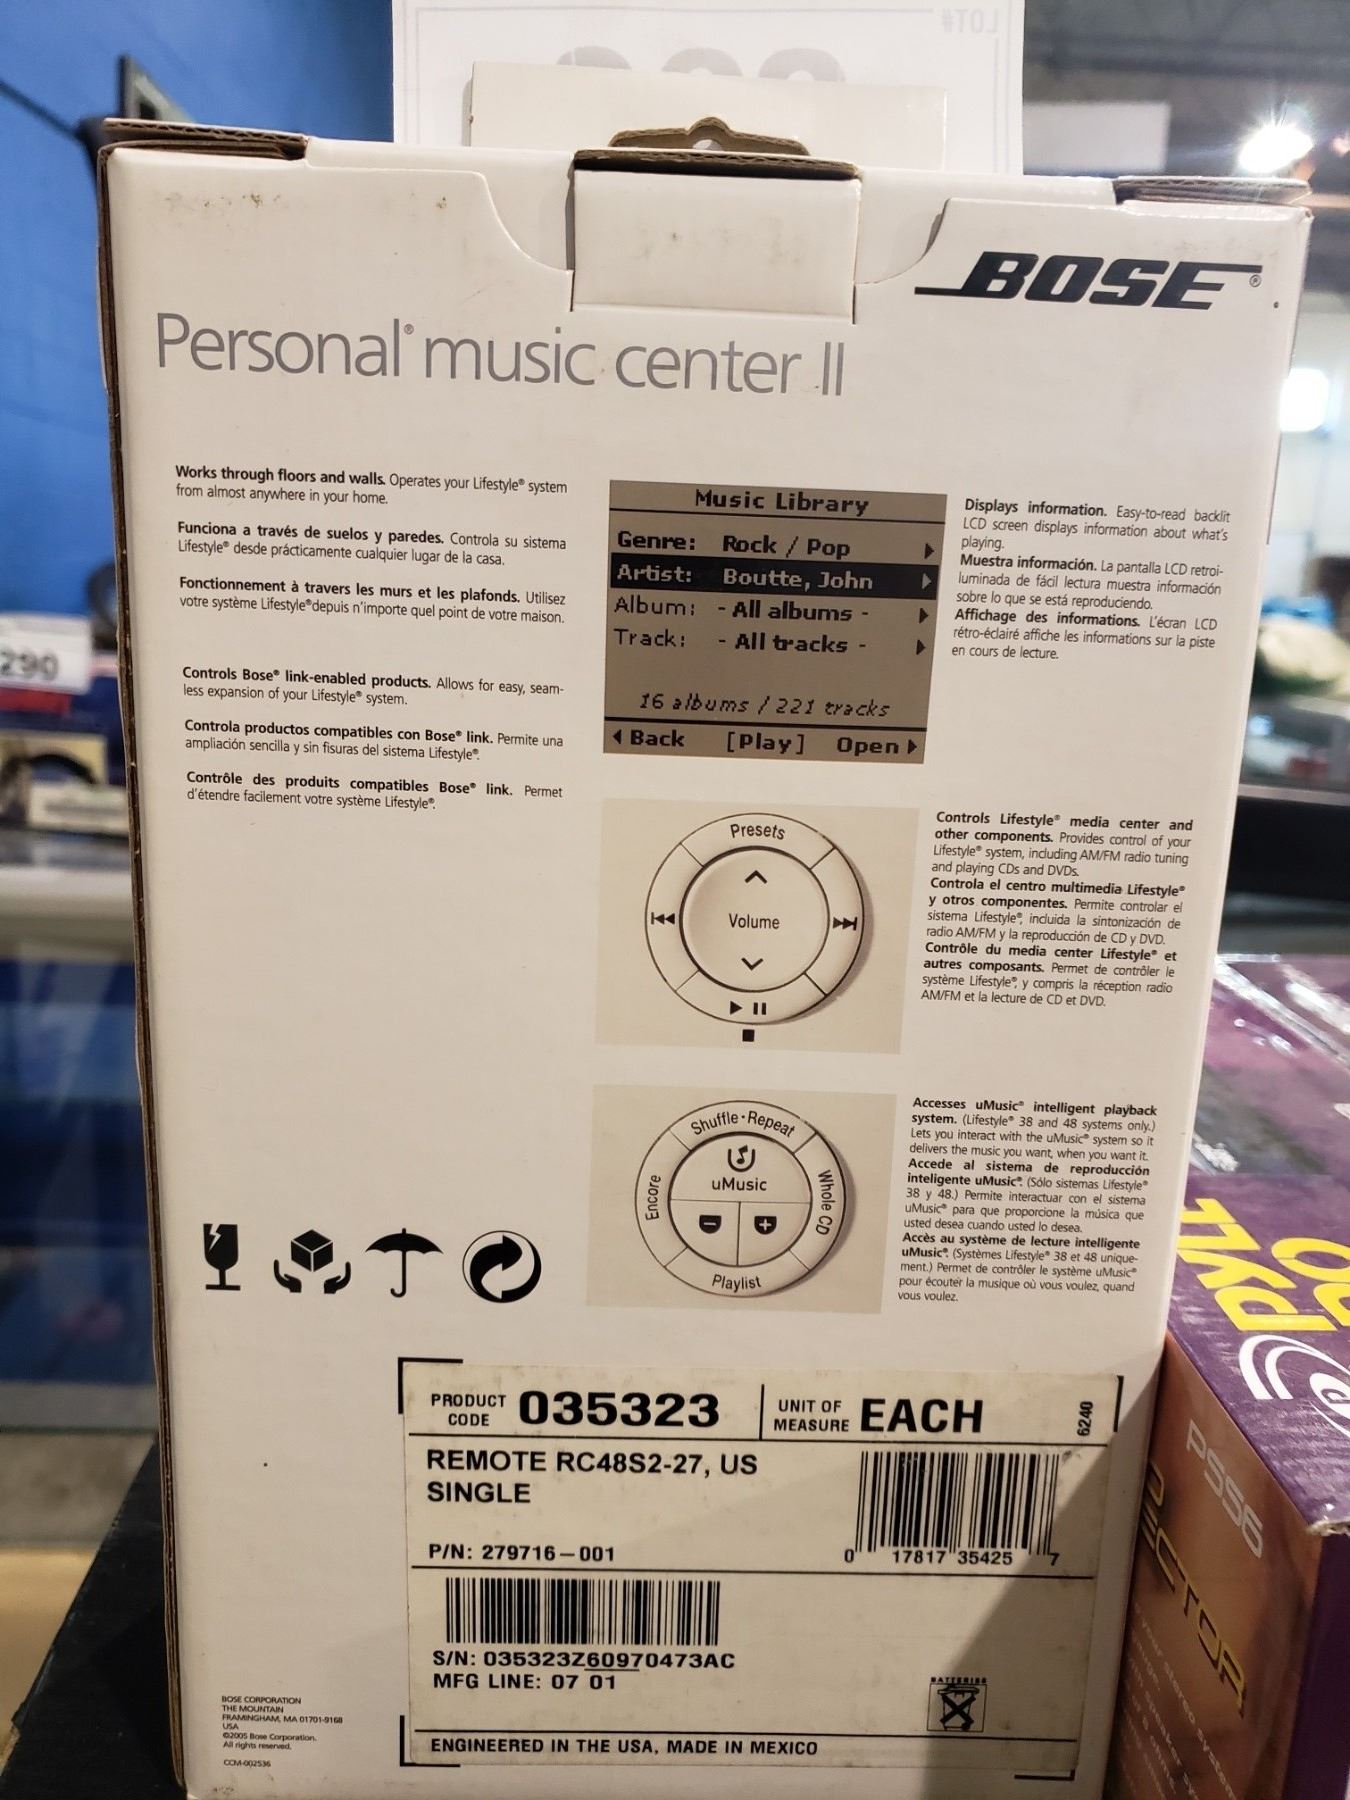 LOT#
BOSE®
Personal® music center II
Works through floors and walls. Operates your Lifestyle® system
from almost anywhere in your home.
Funciona a través de suelos y paredes. Controla su sistema
Lifestyle® desde prácticamente cualquier lugar de la casa.
Fonctionnement à travers les murs et les plafonds. Utilisez
votre système Lifestyle® depuis n'importe quel point de votre maison.
Controls Bose® link-enabled products. Allows for easy, seam-
less expansion of your Lifestyle® system.
Controla productos compatibles con Bose® link. Permite una
ampliación sencilla y sin fisuras del sistema Lifestyle®.
Contrôle des produits compatibles Bose® link. Permet
d'étendre facilement votre système Lifestyle®.
Music Library
Genre: Rock / Pop
Artist: Boutte, John
Album: - All albums -
Track: - All tracks -
16 albums / 221 tracks
Back [Play] Open
Displays information. Easy-to-read backlit
LCD screen displays information about what's
playing.
Muestra información. La pantalla LCD retroi-
luminada de fácil lectura muestra información
sobre lo que se está reproduciendo.
Affichage des informations. L'écran LCD
rétro-éclairé affiche les informations sur la piste
en cours de lecture.
Presets
Volume
Controls Lifestyle® media center and
other components. Provides control of your
Lifestyle® system, including AM/FM radio tuning
and playing CDs and DVDs.
Controla el centro multimedia Lifestyle®
y otros componentes. Permite controlar el
sistema Lifestyle®, incluida la sintonización de
radio AM/FM y la reproducción de CD y DVD.
Contrôle du media center Lifestyle® et
autres composants. Permet de contrôler le
système Lifestyle®, y compris la réception radio
AM/FM et la lecture de CD et DVD.
Shuffle · Repeat
Encore
uMusic
Whole CD
Playlist
Accesses uMusic® intelligent playback
system. (Lifestyle® 38 and 48 systems only.)
Lets you interact with the uMusic® system so it
delivers the music you want, when you want it.
Accede al sistema de reproducción
inteligente uMusic®. (Sólo sistemas Lifestyle®
38 y 48.) Permite interactuar con el sistema
uMusic® para que proporcione la música que
usted desea cuando usted lo desea.
Accès au système de lecture intelligente
uMusic®. (Systèmes Lifestyle® 38 et 48 unique-
ment.) Permet de contrôler le système uMusic®
pour écouter la musique où vous voulez, quand
vous voulez.
PRODUCT CODE 035323
UNIT OF MEASURE EACH
6240
REMOTE RC48S2-27, US
SINGLE
P/N: 279716-001
0 17817 35425 7
S/N: 035323Z60970473AC
MFG LINE: 07 01
BATTERIES
ENGINEERED IN THE USA, MADE IN MEXICO
BOSE CORPORATION
THE MOUNTAIN
FRAMINGHAM, MA 01701-9168
USA
©2005 Bose Corporation.
All rights reserved.
CCM-002536
290
PYL
PS56